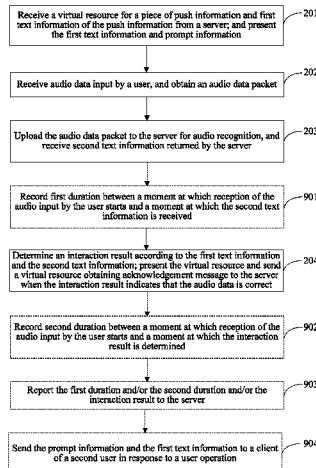 Receive a virtual resource for a piece of push information and first
text information of the push information from a server; and present
the first text information and prompt information
201
Receive audio data input by a user, and obtain an audio data packet
202
Upload the audio data packet to the server for audio recognition, and
receive second text information returned by the server
203
Record first duration between a moment at which reception of the
audio input by the user starts and a moment at which the second text
information is received
901
Determine an interaction result according to the first text information
and the second text information; present the virtual resource and send
a virtual resource obtaining acknowledgement message to the server
when the interaction result indicates that the audio data is correct
204
Record second duration between a moment at which reception of the
audio input by the user starts and a moment at which the interaction
result is determined
902
Report the first duration and/or the second duration and/or the
interaction result to the server
903
Send the prompt information and the first text information to a client
of a second user in response to a user operation
904